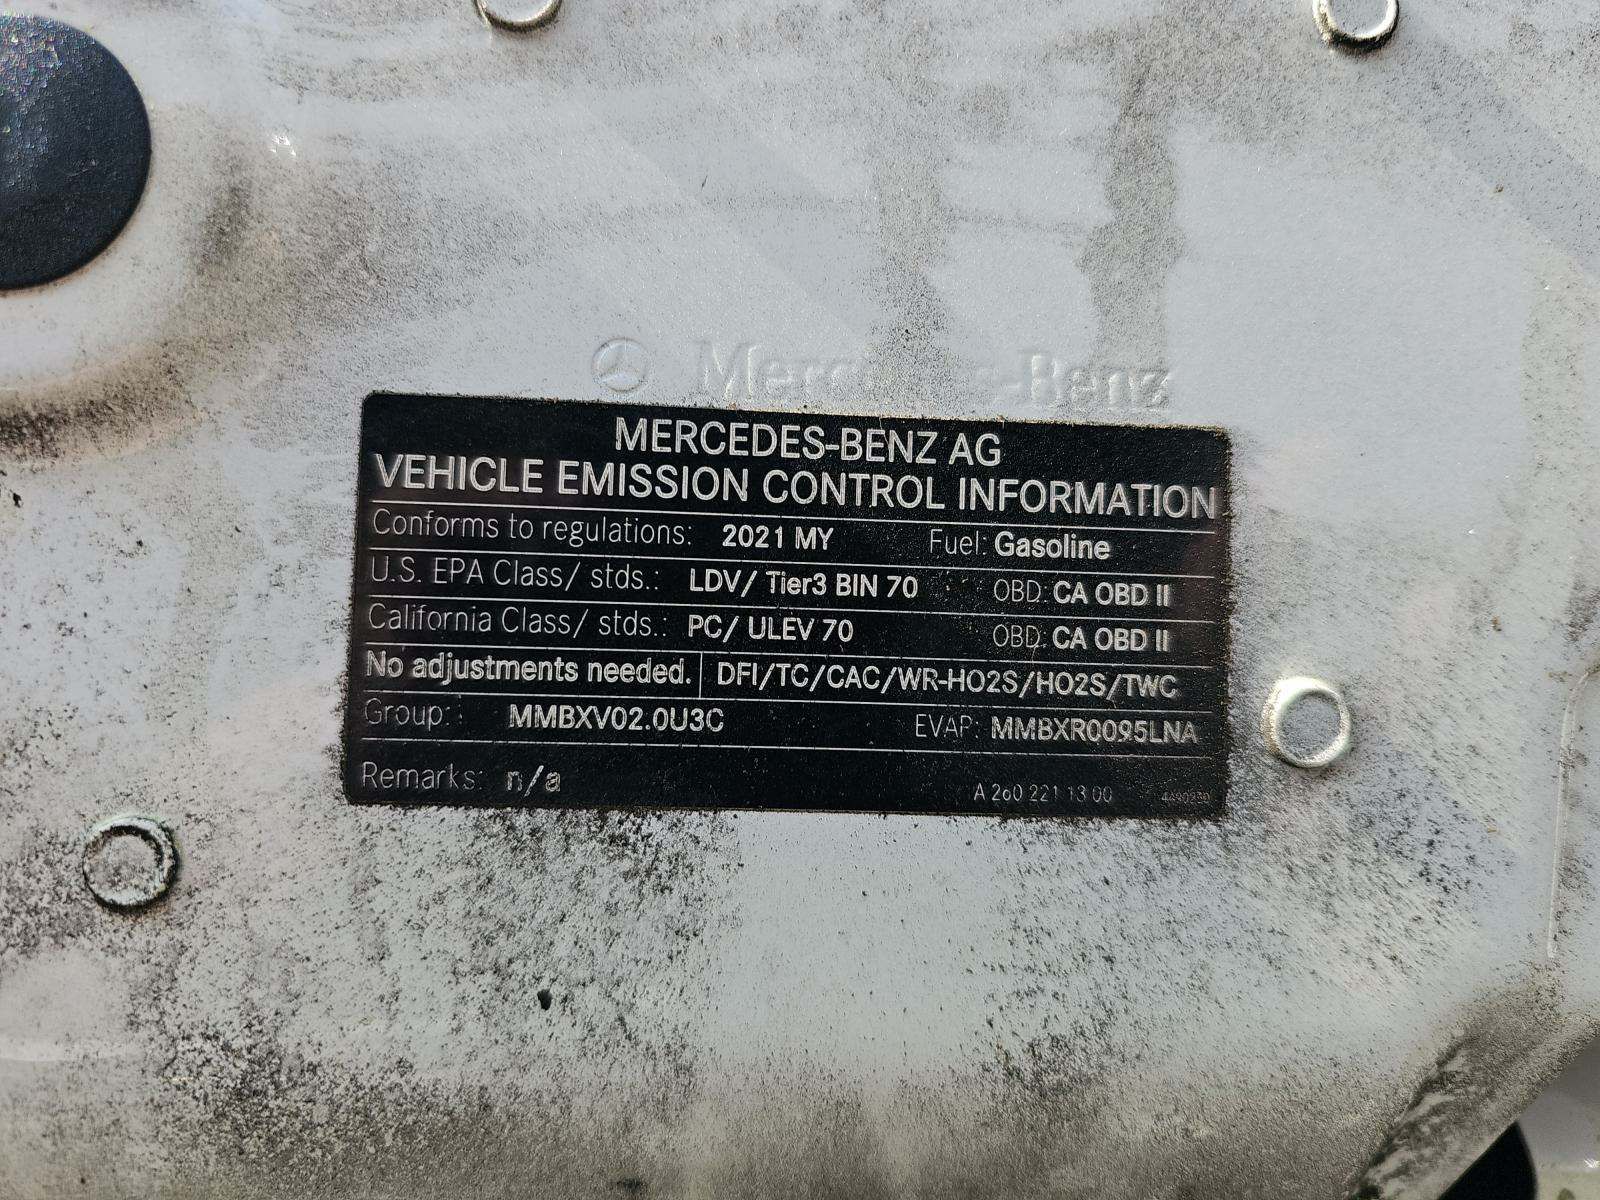 Mercedes-Benz
MERCEDES-BENZ AG
VEHICLE EMISSION CONTROL INFORMATION
Conforms to regulations: 2021 MY Fuel: Gasoline
U.S. EPA Class/ stds.: LDV/ Tier3 BIN 70 OBD: CA OBD II
California Class/ stds.: PC/ ULEV 70 OBD: CA OBD II
No adjustments needed. DFI/TC/CAC/WR-HO2S/HO2S/TWC
Group: MMBXV02.0U3C EVAP: MMBXR0095LNA
Remarks: n/a A 260 221 13 00